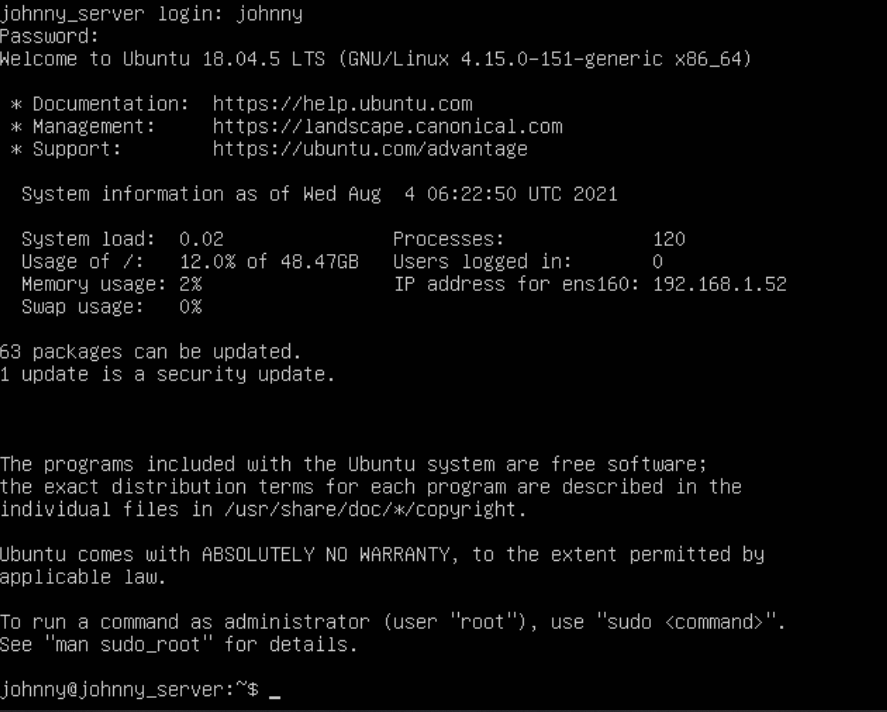 johnny_server login: johnny
Password:
Welcome to Ubuntu 18.04.5 LTS (GNU/Linux 4.15.0-151-generic x86_64)
* Documentation:  https://help.ubuntu.com
* Management:     https://landscape.canonical.com
* Support:        https://ubuntu.com/advantage
System information as of Wed Aug  4 06:22:50 UTC 2021
System load:  0.02               Processes:              120
Usage of /:   12.0% of 48.47GB   Users logged in:        0
Memory usage: 2%                 IP address for ens160: 192.168.1.52
Swap usage:   0%
63 packages can be updated.
1 update is a security update.
The programs included with the Ubuntu system are free software;
the exact distribution terms for each program are described in the
individual files in /usr/share/doc/*/copyright.
Ubuntu comes with ABSOLUTELY NO WARRANTY, to the extent permitted by
applicable law.
To run a command as administrator (user "root"), use "sudo <command>".
See "man sudo_root" for details.
johnny@johnny_server:~$ _